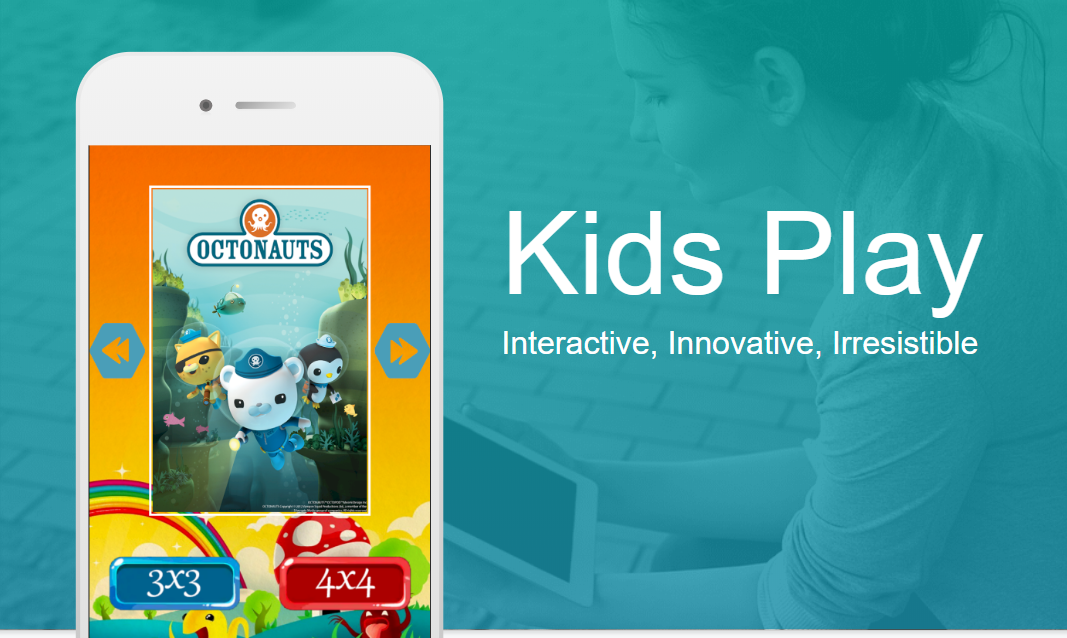 OCTONAUTS
3x3
4x4
Kids Play
Interactive, Innovative, Irresistible